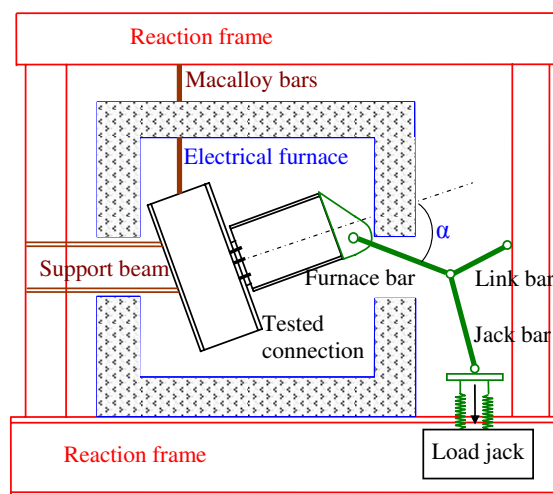 Reaction frame
Macalloy bars
Electrical furnace
α
Support beam
Furnace bar
Link bar
Tested
connection
Jack bar
Reaction frame
Load jack